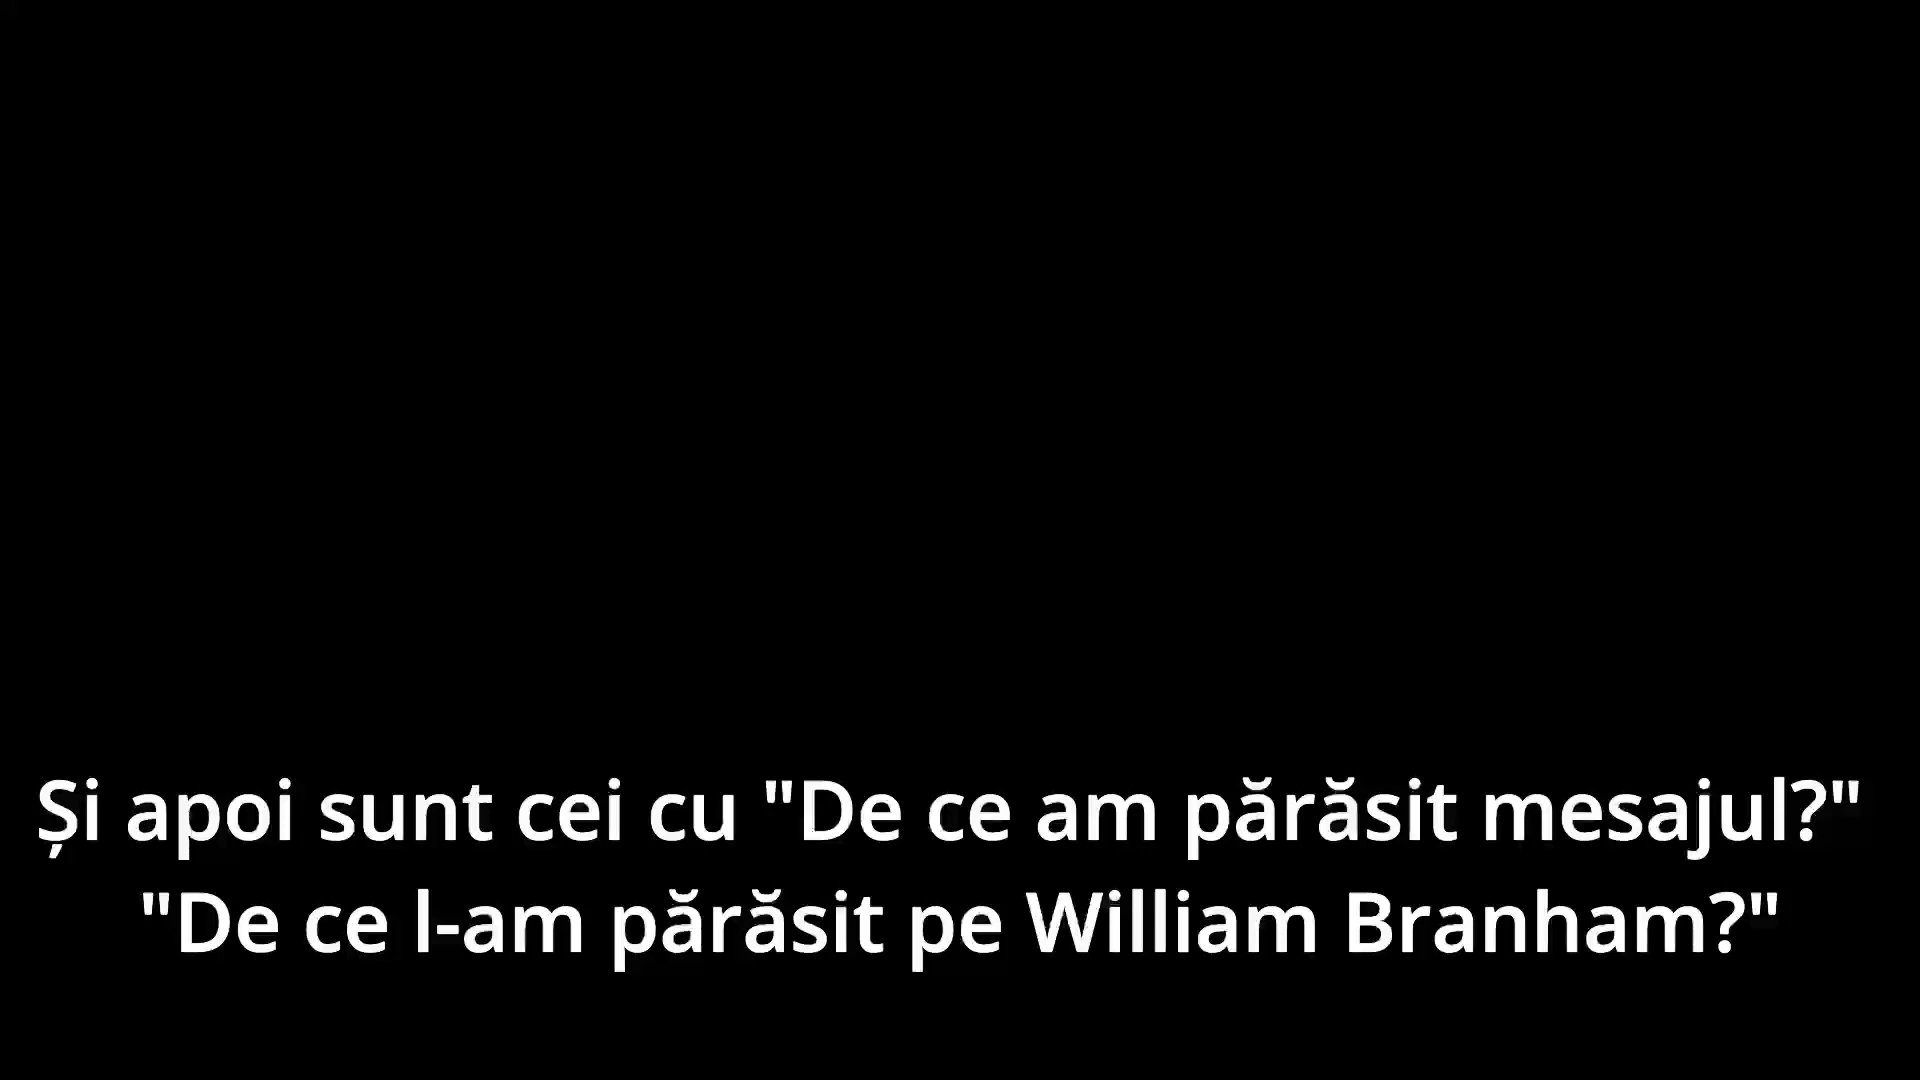 Și apoi sunt cei cu "De ce am părăsit mesajul?"
"De ce l-am părăsit pe William Branham?"